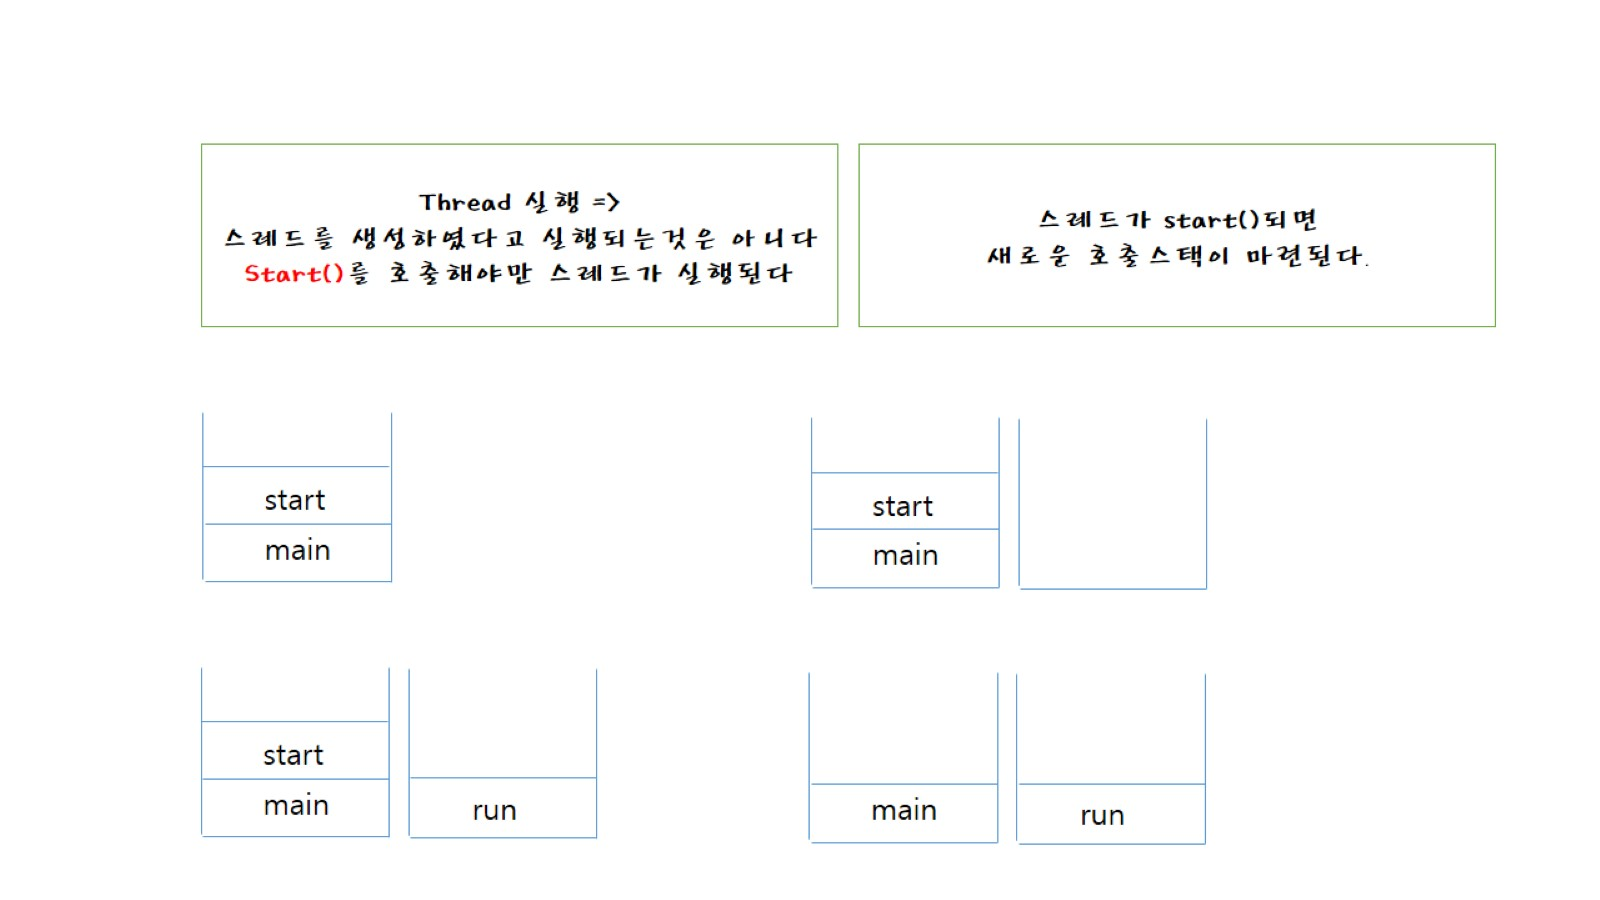 Thread 실행 =>
스레드를 생성하였다고 실행되는것은 아니다
Start()를 호출해야만 스레드가 실행된다
스레드가 start()되면
새로운 호출스택이 마련된다.
start
main
start
main
start
main
run
main
run